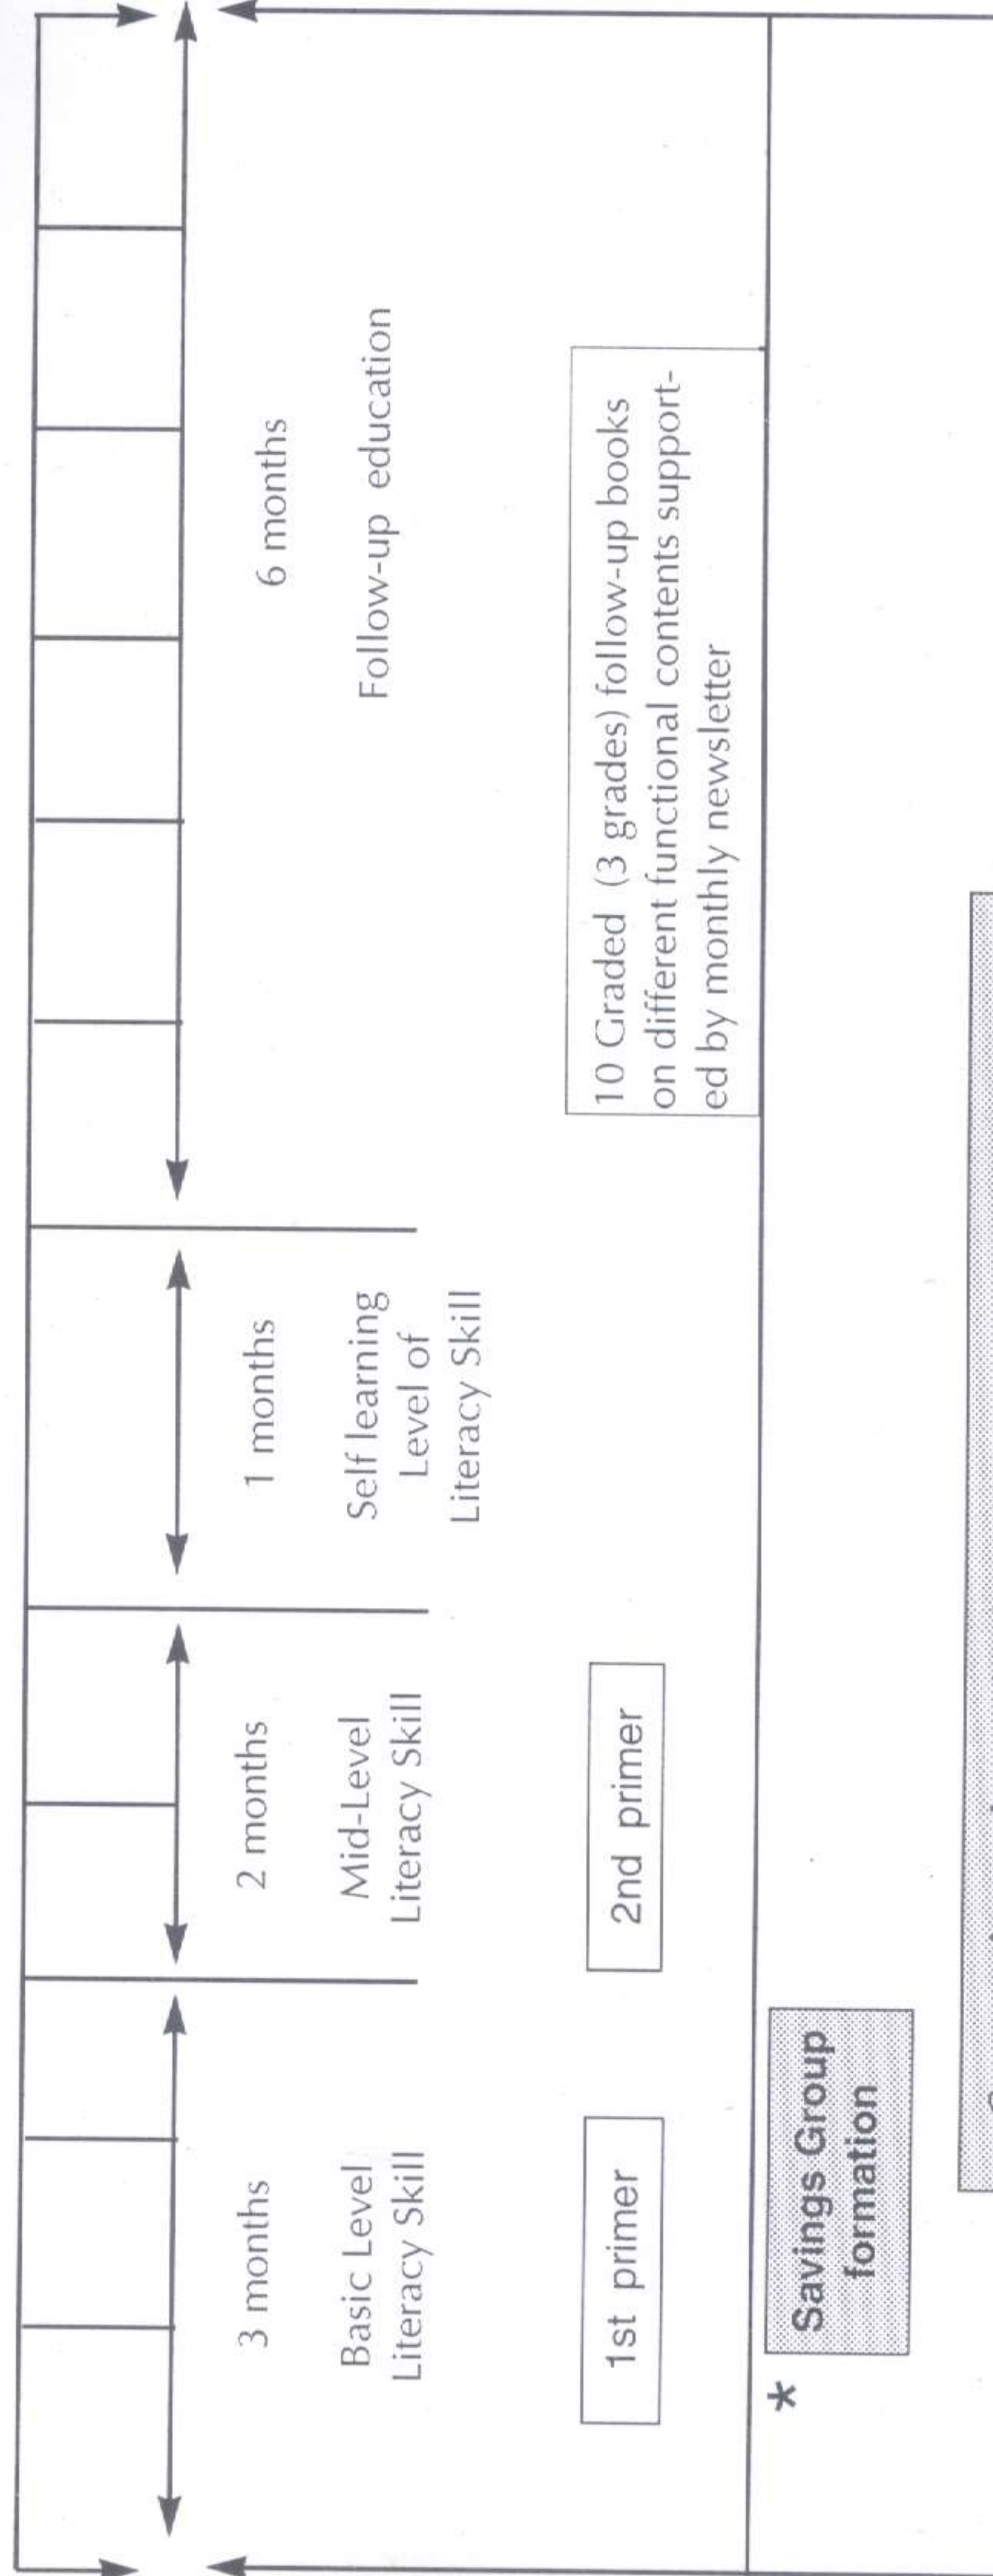 3 months
Basic Level
Literacy Skill
1st primer
2 months
Mid-Level
Literacy Skill
2nd primer
1 months
Self learning
Level of
Literacy Skill
6 months
Follow-up education
10 Graded (3 grades) follow-up books
on different functional contents support-
ed by monthly newsletter
*
Savings Group
formation